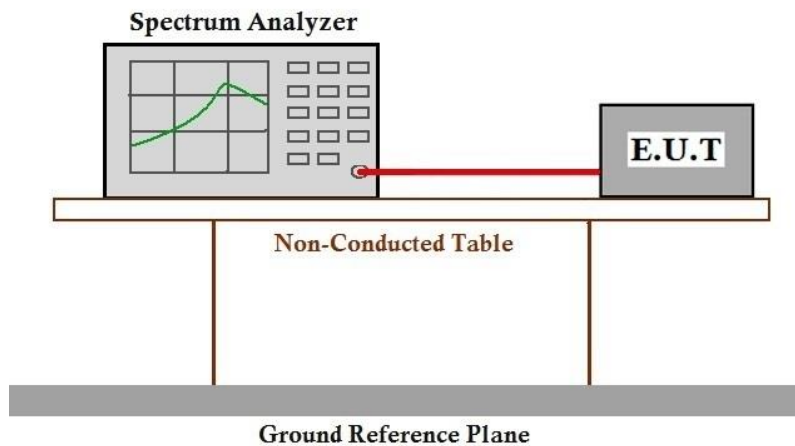 Spectrum Analyzer
E.U.T
Non-Conducted Table
Ground Reference Plane